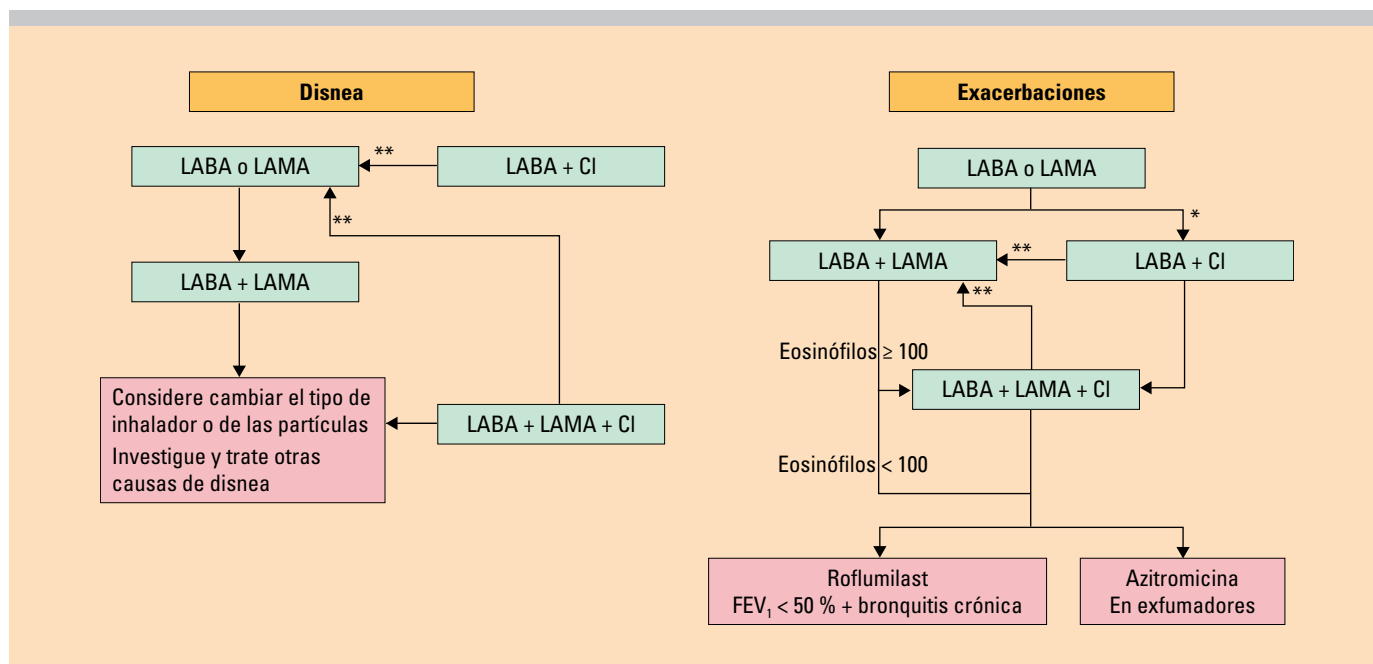 Disnea
LABA o LAMA
**
LABA + CI
**
LABA + LAMA
Considere cambiar el tipo de
inhalador o de las partículas
Investigue y trate otras
causas de disnea
LABA + LAMA + CI
Exacerbaciones
LABA o LAMA
*
LABA + LAMA
**
LABA + CI
**
Eosinófilos ≥ 100
LABA + LAMA + CI
Eosinófilos < 100
Roflumilast
FEV₁ < 50 % + bronquitis crónica
Azitromicina
En exfumadores